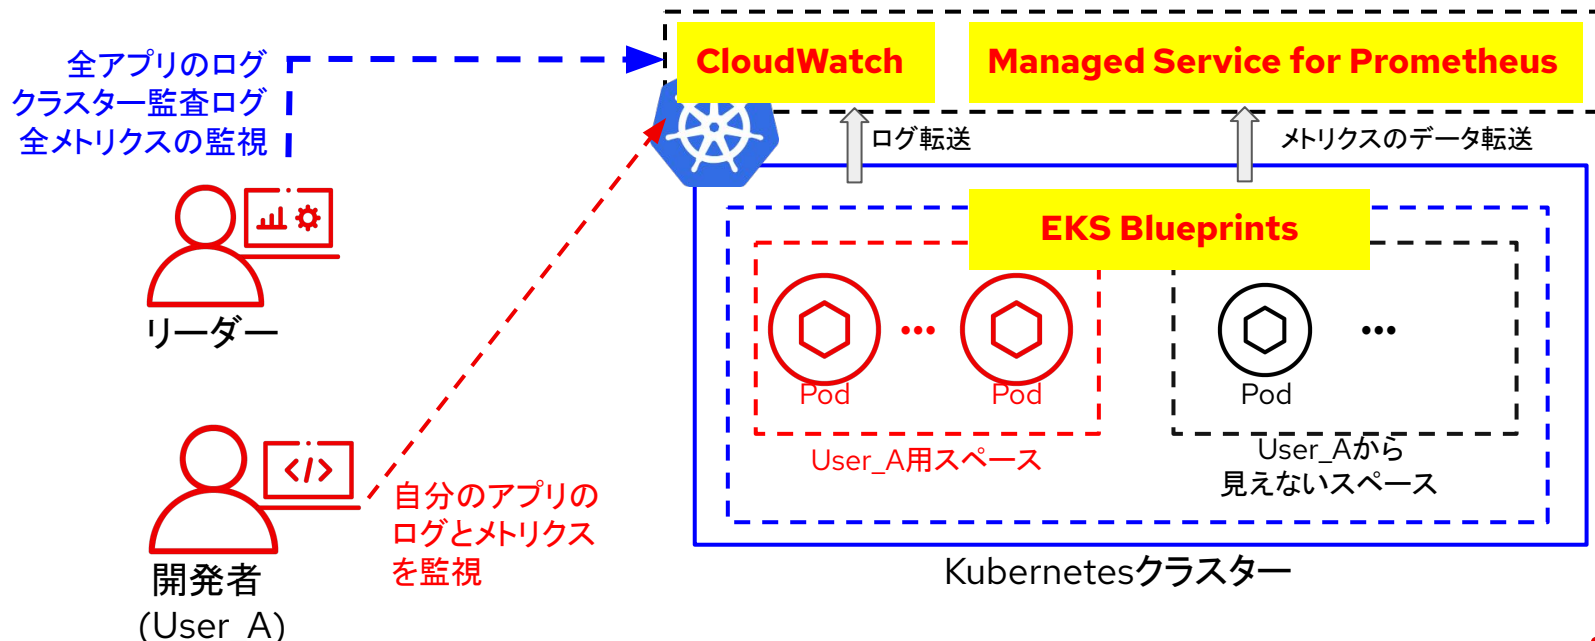 全アプリのログ
クラスター監査ログ
全メトリクスの監視
CloudWatch
Managed Service for Prometheus
ログ転送
メトリクスのデータ転送
リーダー
EKS Blueprints
Pod
Pod
Pod
User_A用スペース
User_Aから
見えないスペース
</>
自分のアプリの
ログとメトリクス
を監視
開発者
(User_A)
Kubernetesクラスター